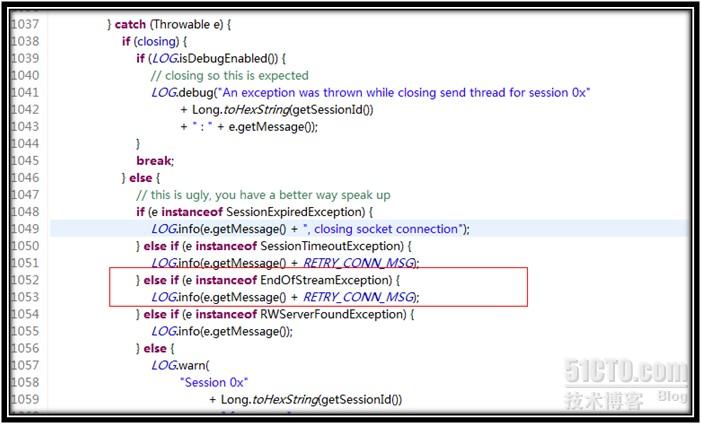 1037 } catch (Throwable e) {
1038 if (closing) {
1039 if (LOG.isDebugEnabled()) {
1040 // closing so this is expected
1041 LOG.debug("An exception was thrown while closing send thread for session 0x"
1042 + Long.toHexString(getSessionId())
1043 + " : " + e.getMessage());
1044 }
1045 break;
1046 } else {
1047 // this is ugly, you have a better way speak up
1048 if (e instanceof SessionExpiredException) {
1049 LOG.info(e.getMessage() + ", closing socket connection");
1050 } else if (e instanceof SessionTimeoutException) {
1051 LOG.info(e.getMessage() + RETRY_CONN_MSG);
1052 } else if (e instanceof EndOfStreamException) {
1053 LOG.info(e.getMessage() + RETRY_CONN_MSG);
1054 } else if (e instanceof RWServerFoundException) {
1055 LOG.info(e.getMessage());
1056 } else {
1057 LOG.warn(
1058 "Session 0x"
1059 + Long.toHexString(getSessionId())
51CTO.com
技术博客 Blog